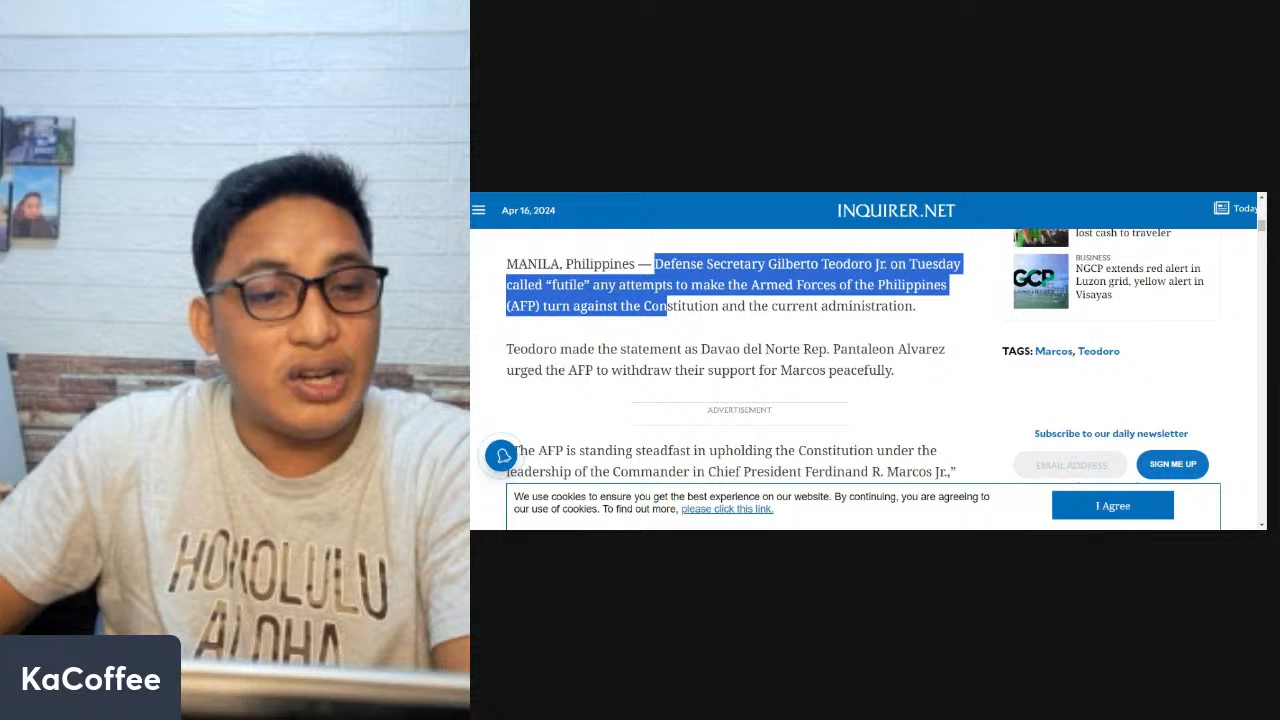 HONOLULU
ALOHA
KaCoffee
Apr 16, 2024
INQUIRER.NET
Today
MANILA, Philippines — Defense Secretary Gilberto Teodoro Jr. on Tuesday
called “futile” any attempts to make the Armed Forces of the Philippines
(AFP) turn against the Constitution and the current administration.
Teodoro made the statement as Davao del Norte Rep. Pantaleon Alvarez
urged the AFP to withdraw their support for Marcos peacefully.
ADVERTISEMENT
The AFP is standing steadfast in upholding the Constitution under the
leadership of the Commander in Chief President Ferdinand R. Marcos Jr.,”
lost cash to traveler
GCP
BUSINESS
NGCP extends red alert in
Luzon grid, yellow alert in
Visayas
TAGS: Marcos, Teodoro
Subscribe to our daily newsletter
EMAIL ADDRESS
SIGN ME UP
We use cookies to ensure you get the best experience on our website. By continuing, you are agreeing to
our use of cookies. To find out more, please click this link.
I Agree